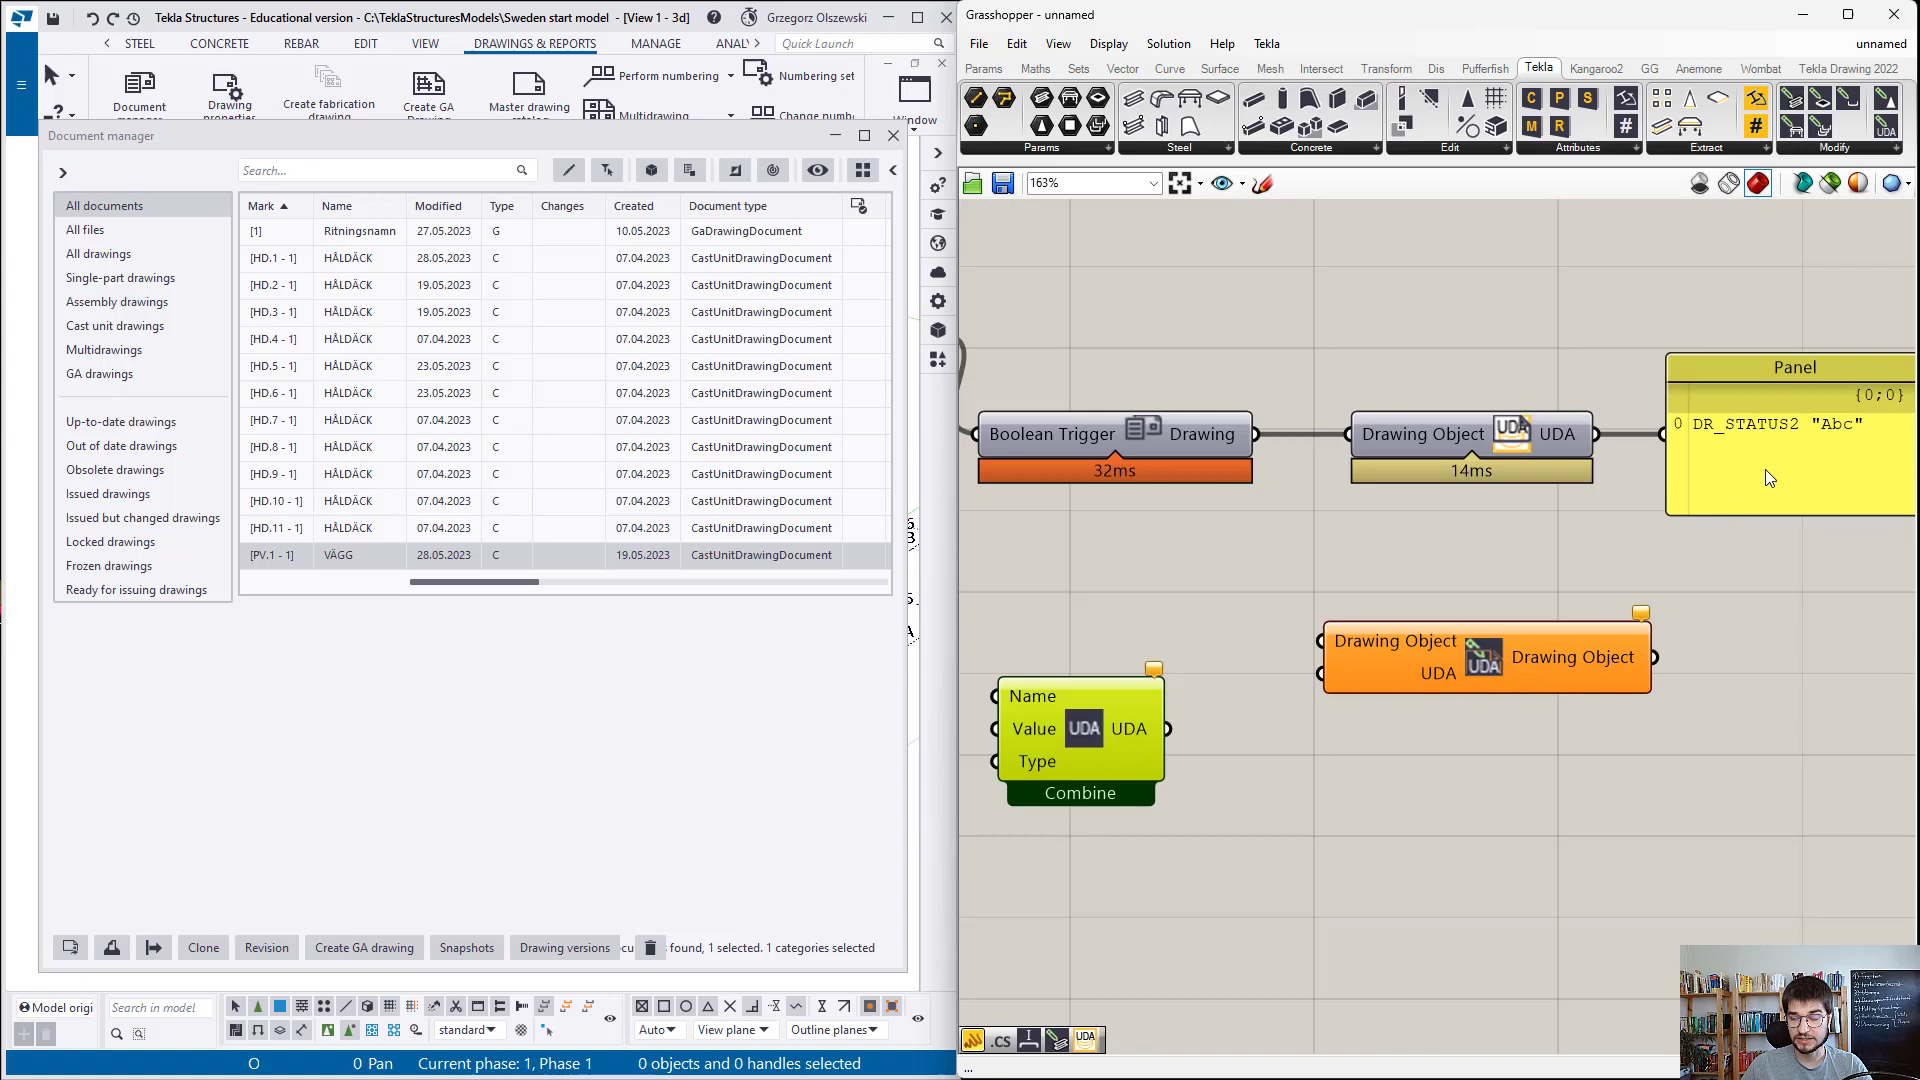 Tekla Structures - Educational version - C:\TeklaStructuresModels\Sweden start model - [View 1 - 3d]
Grzegorz Olszewski
STEEL CONCRETE REBAR EDIT VIEW DRAWINGS & REPORTS MANAGE ANALY
Quick Launch
Document
Drawing properties
Create fabrication drawing
Create GA
Master drawing
Perform numbering
Multidrawing
Numbering set
Change numb
Window
Document manager
Search...
All documents
All files
All drawings
Single-part drawings
Assembly drawings
Cast unit drawings
Multidrawings
GA drawings
Up-to-date drawings
Out of date drawings
Obsolete drawings
Issued drawings
Issued but changed drawings
Locked drawings
Frozen drawings
Ready for issuing drawings
Mark Name Modified Type Changes Created Document type
[1] Ritningsnamn 27.05.2023 G 10.05.2023 GaDrawingDocument
[HD.1 - 1] HÅLDÄCK 28.05.2023 C 07.04.2023 CastUnitDrawingDocument
[HD.2 - 1] HÅLDÄCK 19.05.2023 C 07.04.2023 CastUnitDrawingDocument
[HD.3 - 1] HÅLDÄCK 19.05.2023 C 07.04.2023 CastUnitDrawingDocument
[HD.4 - 1] HÅLDÄCK 07.04.2023 C 07.04.2023 CastUnitDrawingDocument
[HD.5 - 1] HÅLDÄCK 23.05.2023 C 07.04.2023 CastUnitDrawingDocument
[HD.6 - 1] HÅLDÄCK 23.05.2023 C 07.04.2023 CastUnitDrawingDocument
[HD.7 - 1] HÅLDÄCK 07.04.2023 C 07.04.2023 CastUnitDrawingDocument
[HD.8 - 1] HÅLDÄCK 07.04.2023 C 07.04.2023 CastUnitDrawingDocument
[HD.9 - 1] HÅLDÄCK 07.04.2023 C 07.04.2023 CastUnitDrawingDocument
[HD.10 - 1] HÅLDÄCK 07.04.2023 C 07.04.2023 CastUnitDrawingDocument
[HD.11 - 1] HÅLDÄCK 07.04.2023 C 07.04.2023 CastUnitDrawingDocument
[PV.1 - 1] VÄGG 28.05.2023 C 19.05.2023 CastUnitDrawingDocument
Clone Revision Create GA drawing Snapshots Drawing versions found, 1 selected. 1 categories selected
Model origi
Search in model
standard
Auto
View plane
Outline planes
O 0 Pan Current phase: 1, Phase 1 0 objects and 0 handles selected
Grasshopper - unnamed
File Edit View Display Solution Help Tekla unnamed
Params Maths Sets Vector Curve Surface Mesh Intersect Transform Dis Pufferfish Tekla Kangaroo2 GG Anemone Wombat Tekla Drawing 2022
C P S
M R # # UDA
Params Steel Concrete Edit Attributes Extract Modify
163%
Boolean Trigger Drawing
32ms
Drawing Object UDA UDA
14ms
Panel
{0;0}
0 DR_STATUS2 "Abc"
Drawing Object
UDA
UDA
Drawing Object
Name
Value
Type
UDA
UDA
Combine
.CS
UDA
...